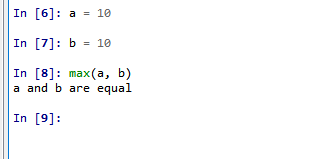 In [6]: a = 10
In [7]: b = 10
In [8]: max(a, b)
a and b are equal
In [9]: